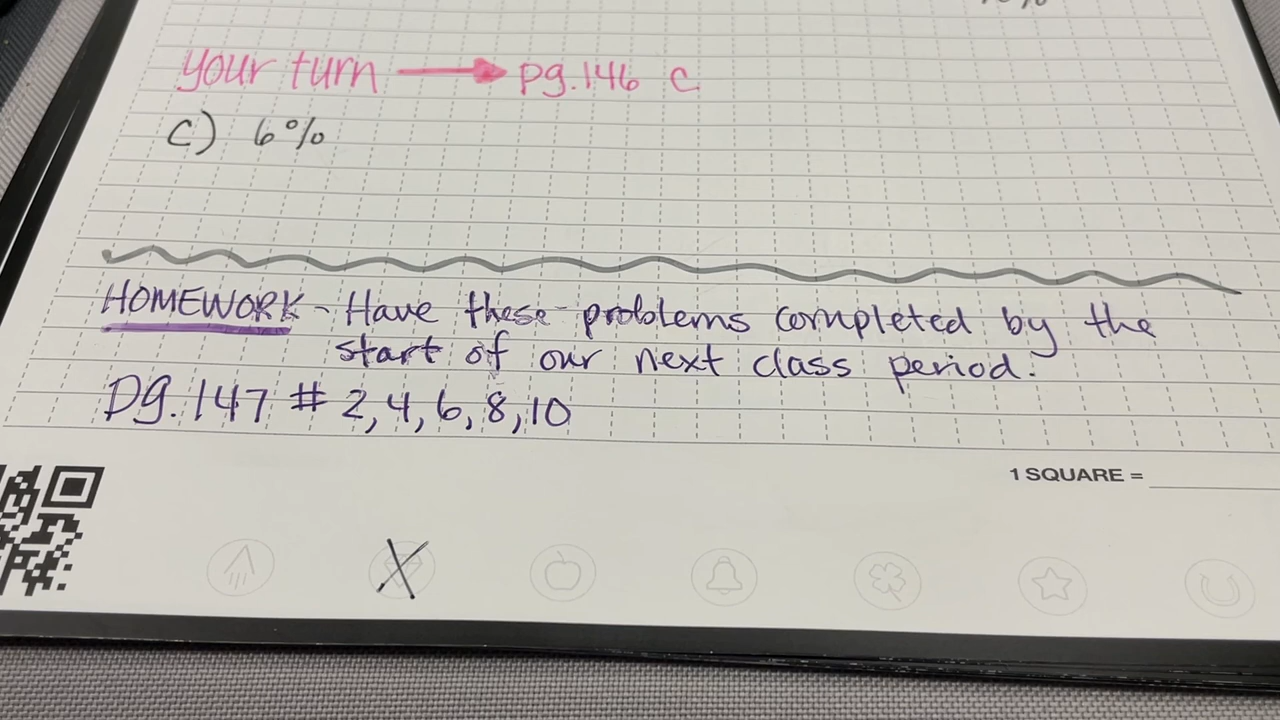 your turn → pg.146 c
C) 6%
HOMEWORK - Have these problems completed by the
start of our next class period.
Pg. 147 # 2, 4, 6, 8, 10
1 SQUARE =
X